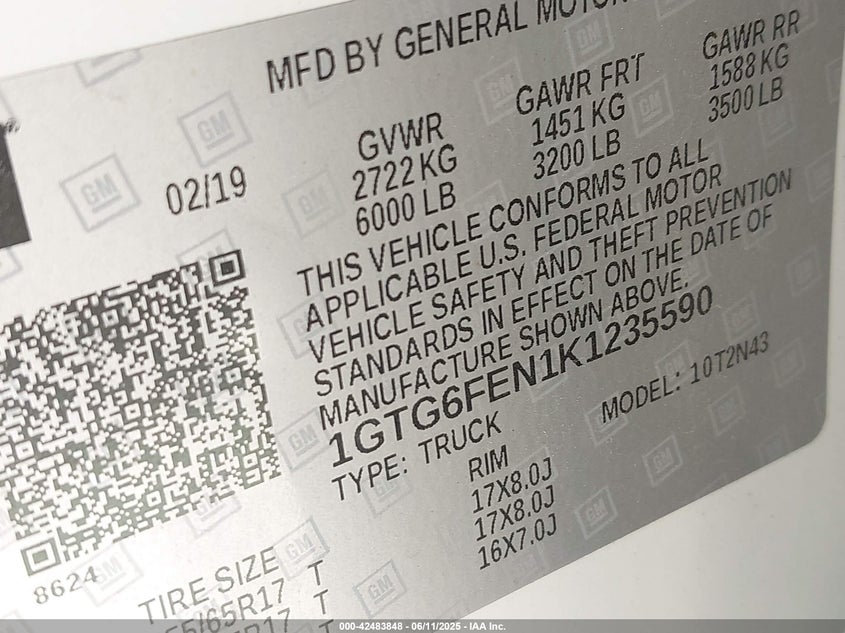 MFD BY GENERAL
02/19
GVWR
2722 KG
6000 LB
GAWR FRT
1451 KG
3200 LB
GAWR RR
1588 KG
3500 LB
THIS VEHICLE CONFORMS TO ALL
APPLICABLE U.S. FEDERAL MOTOR
VEHICLE SAFETY AND THEFT PREVENTION
STANDARDS IN EFFECT ON THE DATE OF
MANUFACTURE SHOWN ABOVE.
1GTG6FEN1K1235590
TYPE: TRUCK
MODEL: 10T2N43
RIM
17X8.0J
17X8.0J
16X7.0J
8624
TIRE SIZE
65R17 T
R17 T
GM
000-42483848 - 06/11/2025 - IAA Inc.